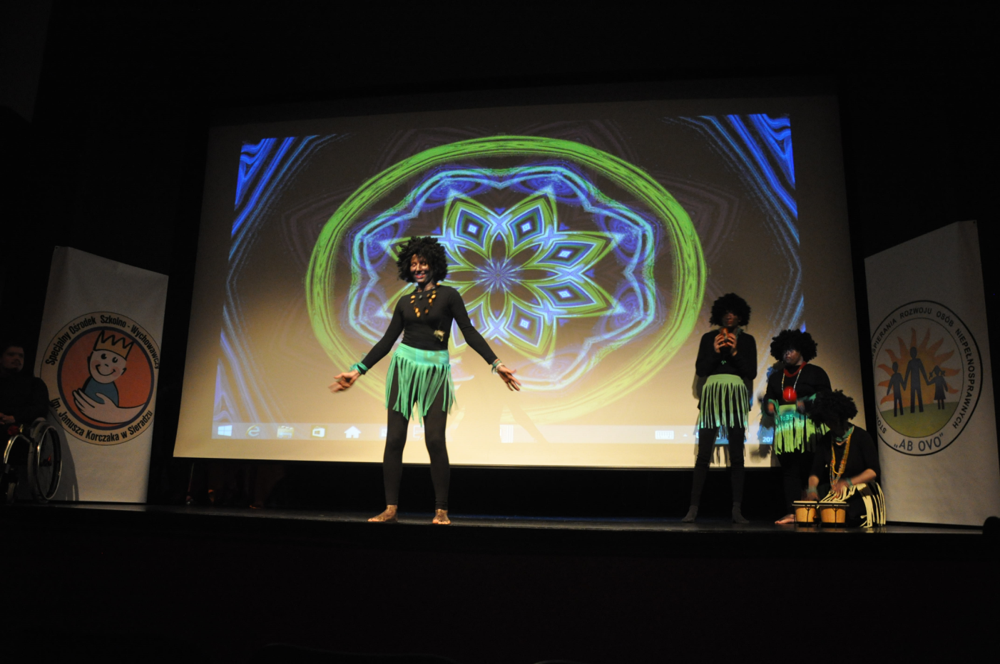 Specjalny Ośrodek Szkolno - Wychowawczy
im. Janusza Korczaka w Sieradzu
WSPIERANIA ROZWOJU OSÓB NIEPEŁNOSPRAWNYCH
"AB OVO"